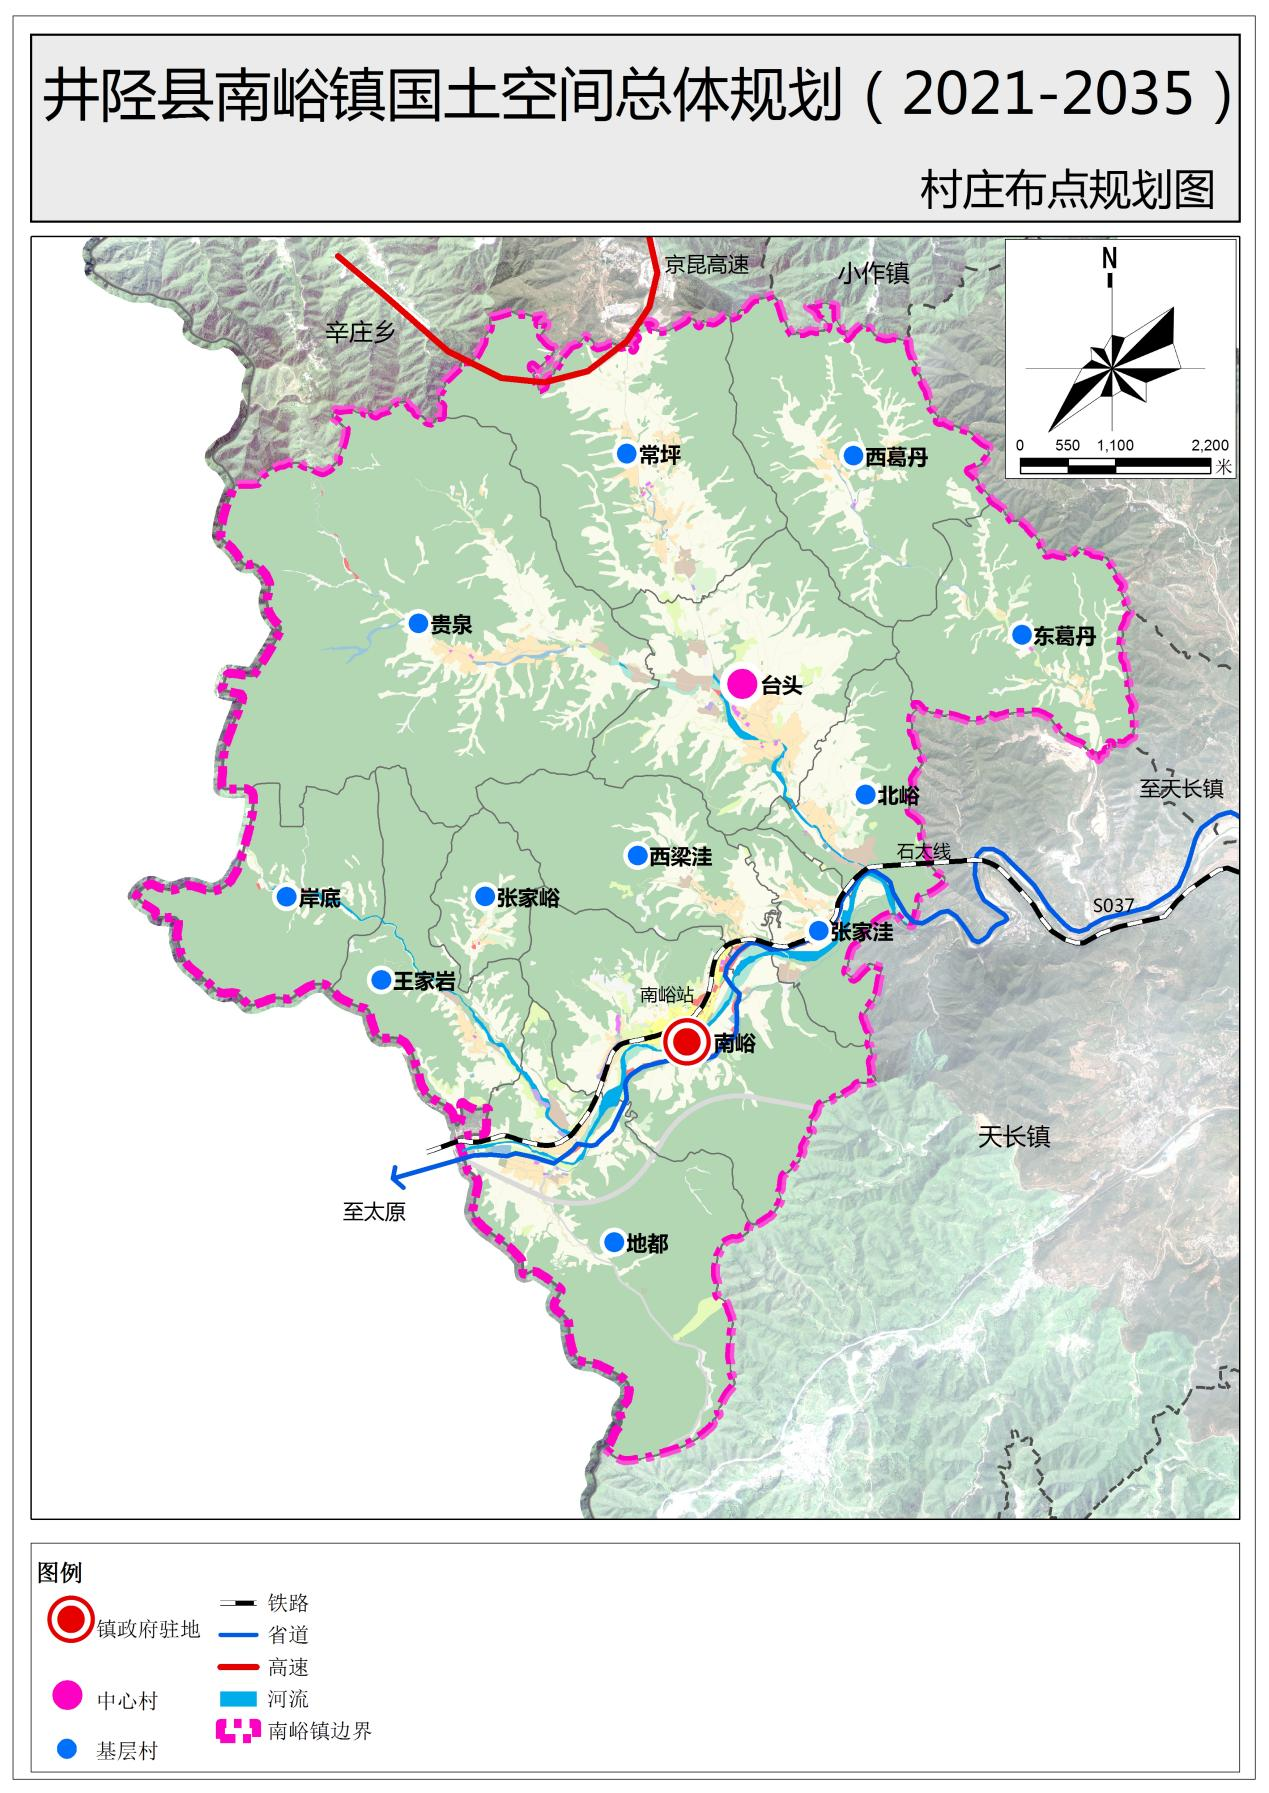 井陉县南峪镇国土空间总体规划（2021-2035）
村庄布点规划图
京昆高速
小作镇
辛庄乡
N
0 550 1,100 2,200
米
常坪
西葛丹
贵泉
东葛丹
台头
北峪
至天长镇
石太线
西梁洼
岸底
张家峪
S037
张家洼
王家岩
南峪站
南峪
天长镇
至太原
地都
图例
镇政府驻地
中心村
基层村
铁路
省道
高速
河流
南峪镇边界